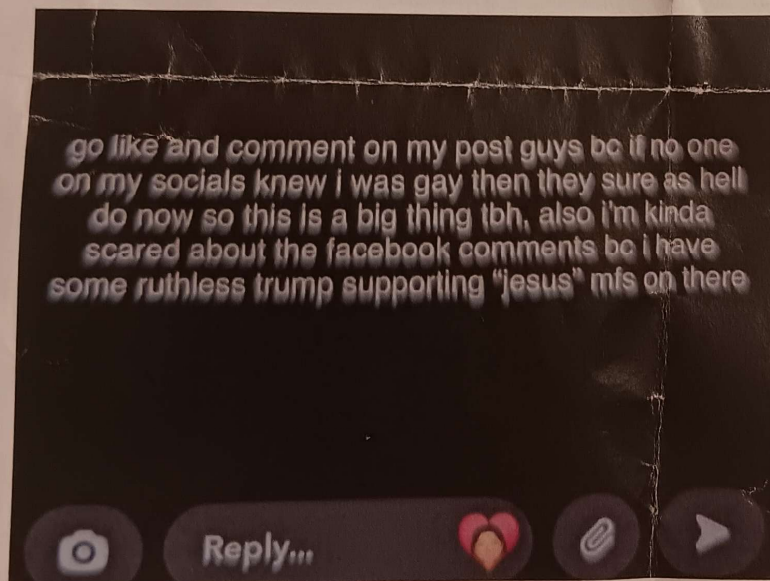 go like and comment on my post guys bc if no one
on my socials knew i was gay then they sure as hell
do now so this is a big thing tbh, also i'm kinda
scared about the facebook comments bc i have
some ruthless trump supporting “jesus” mfs on there
Reply...